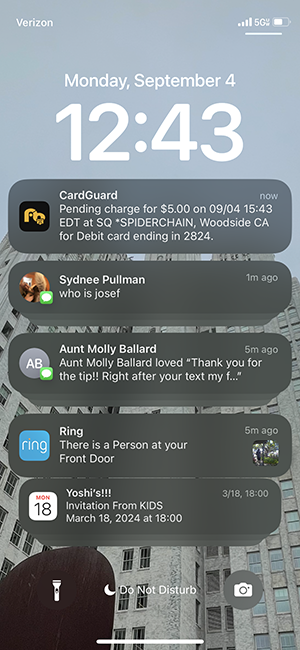 Verizon
5G
Monday, September 4
12:43
CardGuard
now
Pending charge for $5.00 on 09/04 15:43
EDT at SQ *SPIDERCHAIN, Woodside CA
for Debit card ending in 2824.
Sydnee Pullman
1m ago
who is josef
AB
Aunt Molly Ballard
5m ago
Aunt Molly Ballard loved “Thank you for
the tip!! Right after your text my f...”
ring
Ring
5m ago
There is a Person at your
Front Door
MON
18
Yoshi's!!!
3/18, 18:00
Invitation From KIDS
March 18, 2024 at 18:00
Do Not Disturb